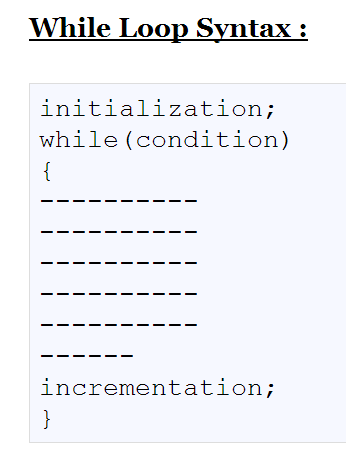 While Loop Syntax :
initialization;
while(condition)
{
----------
----------
----------
----------
----------
------
incrementation;
}